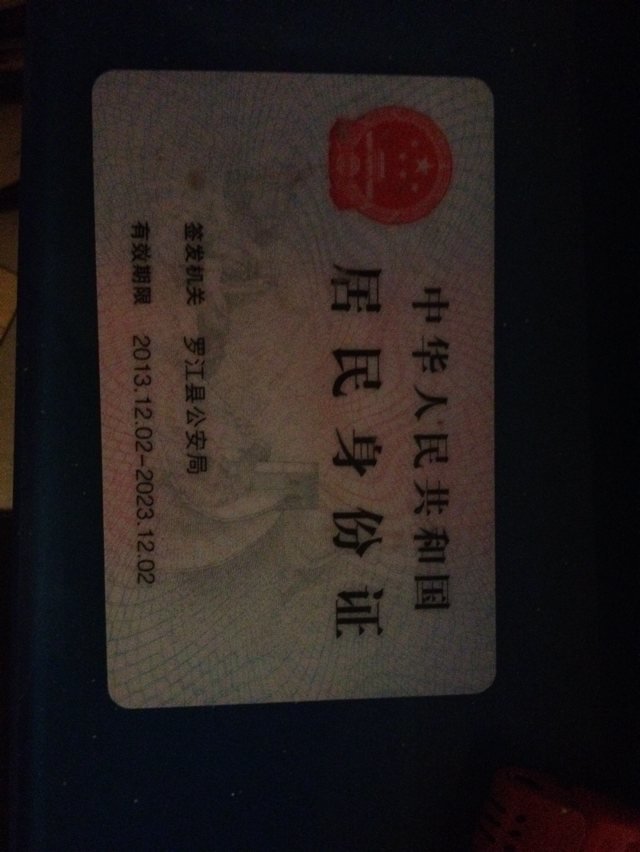 中华人民共和国
居民身份证
签发机关 罗江县公安局
有效期限 2013.12.02-2023.12.02